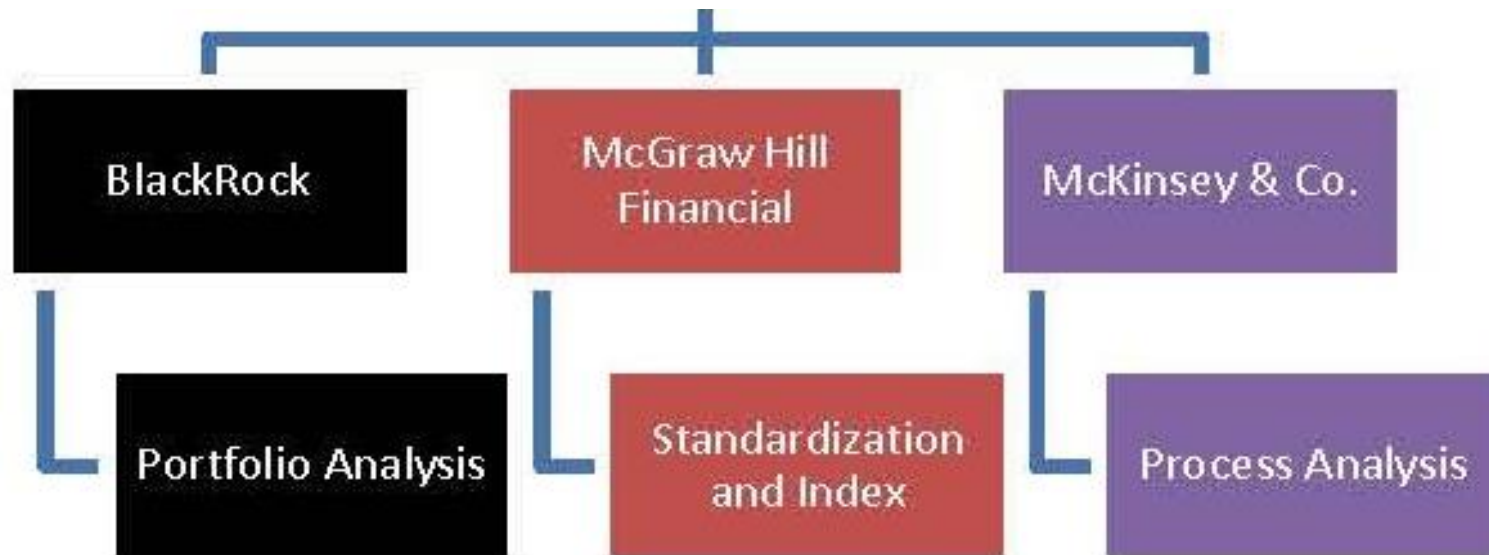 BlackRock
McGraw Hill
Financial
McKinsey & Co.
Portfolio Analysis
Standardization
and Index
Process Analysis